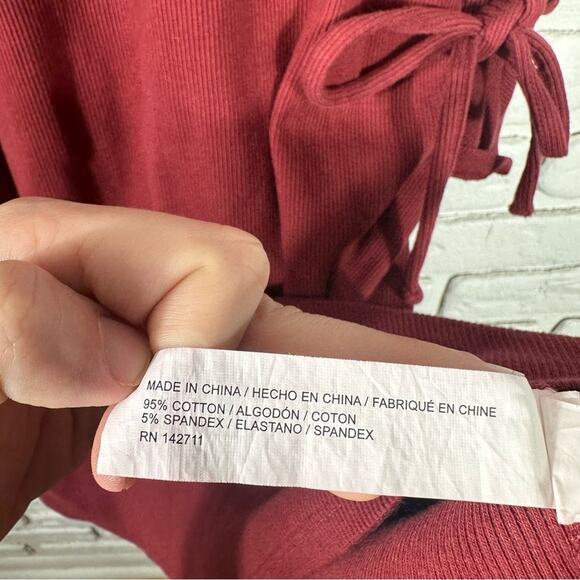 MADE IN CHINA / HECHO EN CHINA / FABRIQUÉ EN CHINE
95% COTTON / ALGODÓN / COTON
5% SPANDEX / ELASTANO / SPANDEX
RN 142711